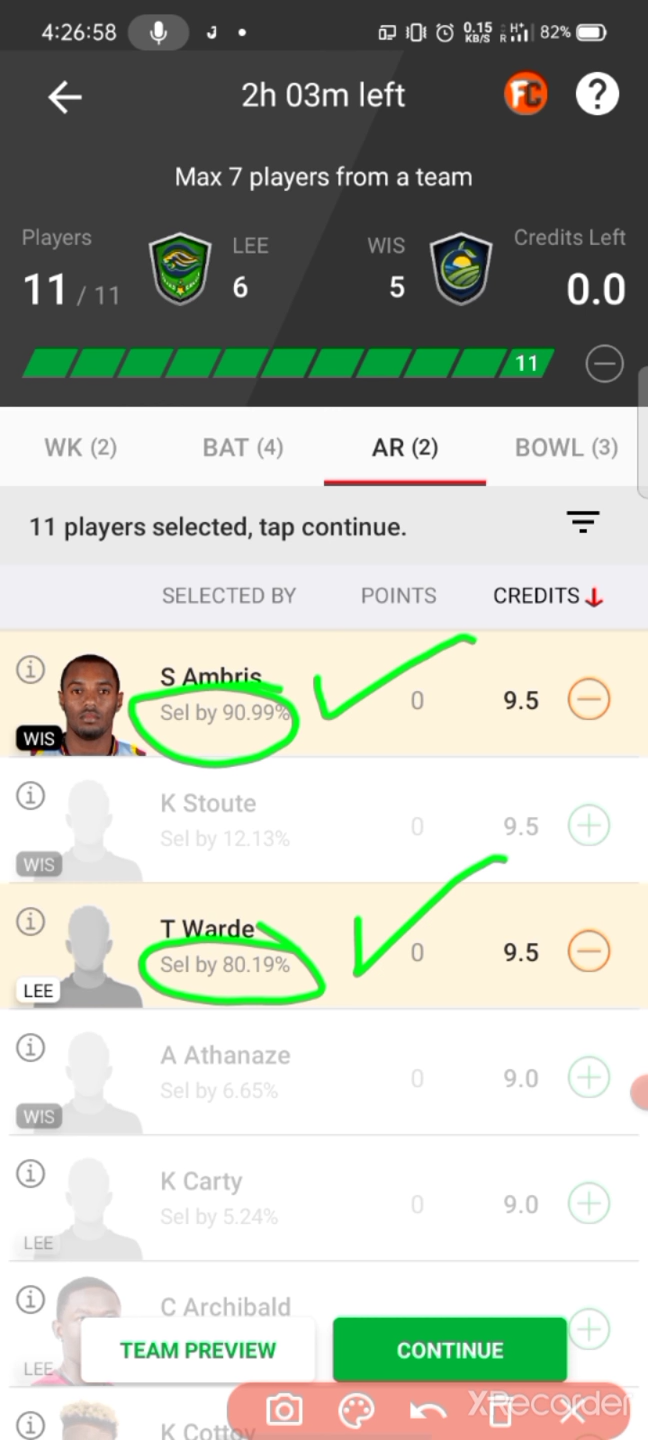 4:26:58 J 0.15 KB/S R H+ 82%
2h 03m left FC ?
Max 7 players from a team
Players LEE WIS Credits Left
11 / 11 6 5 0.0
11
WK (2) BAT (4) AR (2) BOWL (3)
11 players selected, tap continue.
SELECTED BY POINTS CREDITS
S Ambris
Sel by 90.99% 0 9.5
WIS
K Stoute
Sel by 12.13% 0 9.5
WIS
T Warde
Sel by 80.19% 0 9.5
LEE
A Athanaze
Sel by 6.65% 0 9.0
WIS
K Carty
Sel by 5.24% 0 9.0
LEE
C Archibald
LEE
TEAM PREVIEW CONTINUE
XRecorder
K Cottoy